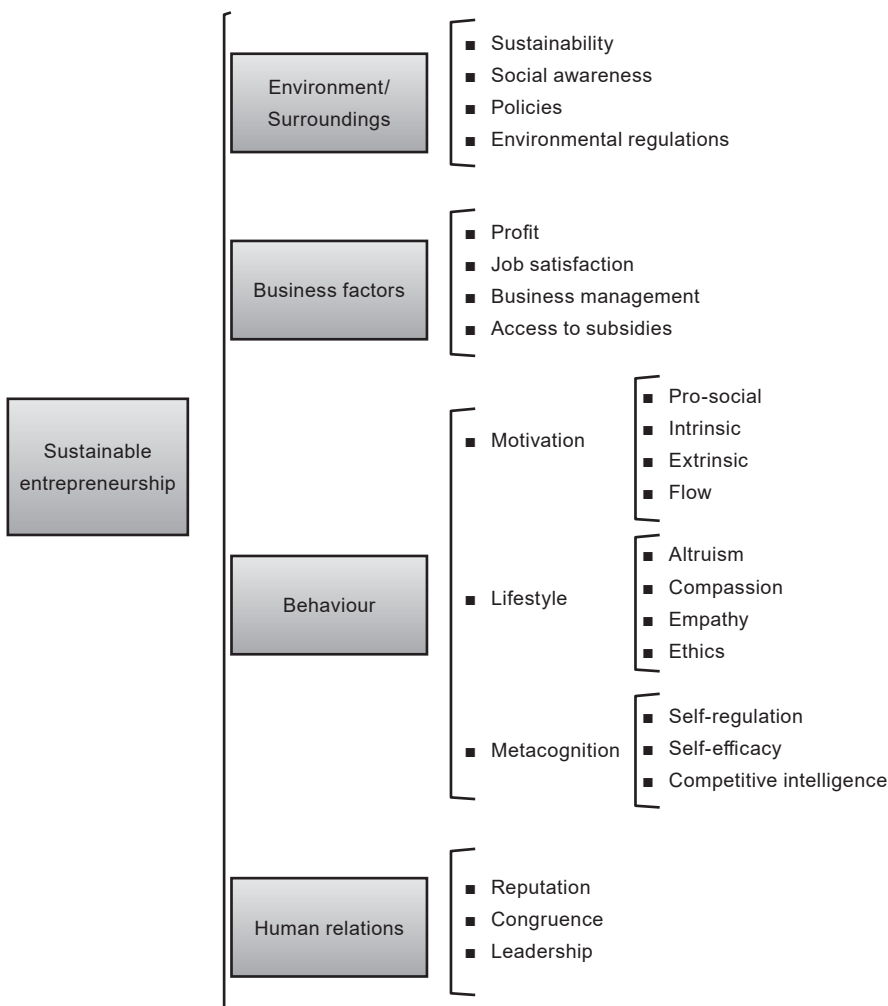 Sustainable
entrepreneurship
Environment/
Surroundings
■ Sustainability
■ Social awareness
■ Policies
■ Environmental regulations
Business factors
■ Profit
■ Job satisfaction
■ Business management
■ Access to subsidies
Behaviour
■ Motivation
■ Pro-social
■ Intrinsic
■ Extrinsic
■ Flow
■ Lifestyle
■ Altruism
■ Compassion
■ Empathy
■ Ethics
■ Metacognition
■ Self-regulation
■ Self-efficacy
■ Competitive intelligence
Human relations
■ Reputation
■ Congruence
■ Leadership